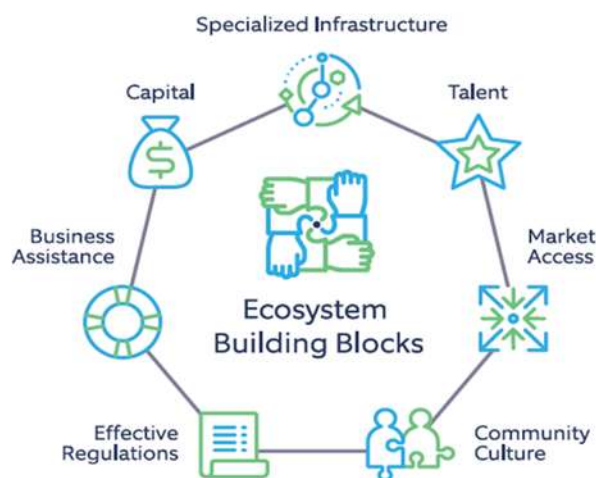 Specialized Infrastructure
Capital
Talent
$
Business
Assistance
Market
Access
Ecosystem
Building Blocks
Effective
Regulations
Community
Culture